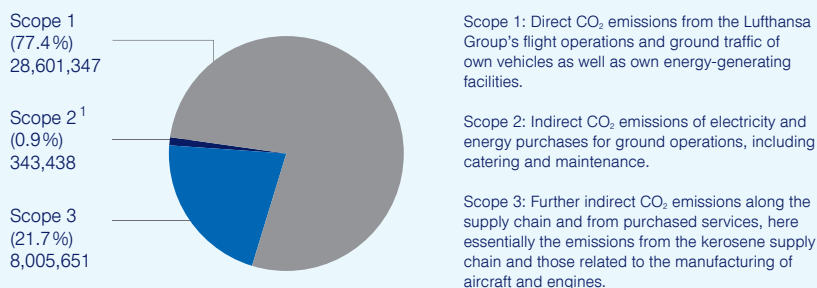 Scope 1
(77.4%)
28,601,347
Scope 2 1
(0.9%)
343,438
Scope 3
(21.7%)
8,005,651
Scope 1: Direct CO2 emissions from the Lufthansa
Group's flight operations and ground traffic of
own vehicles as well as own energy-generating
facilities.
Scope 2: Indirect CO2 emissions of electricity and
energy purchases for ground operations, including
catering and maintenance.
Scope 3: Further indirect CO2 emissions along the
supply chain and from purchased services, here
essentially the emissions from the kerosene supply
chain and those related to the manufacturing of
aircraft and engines.